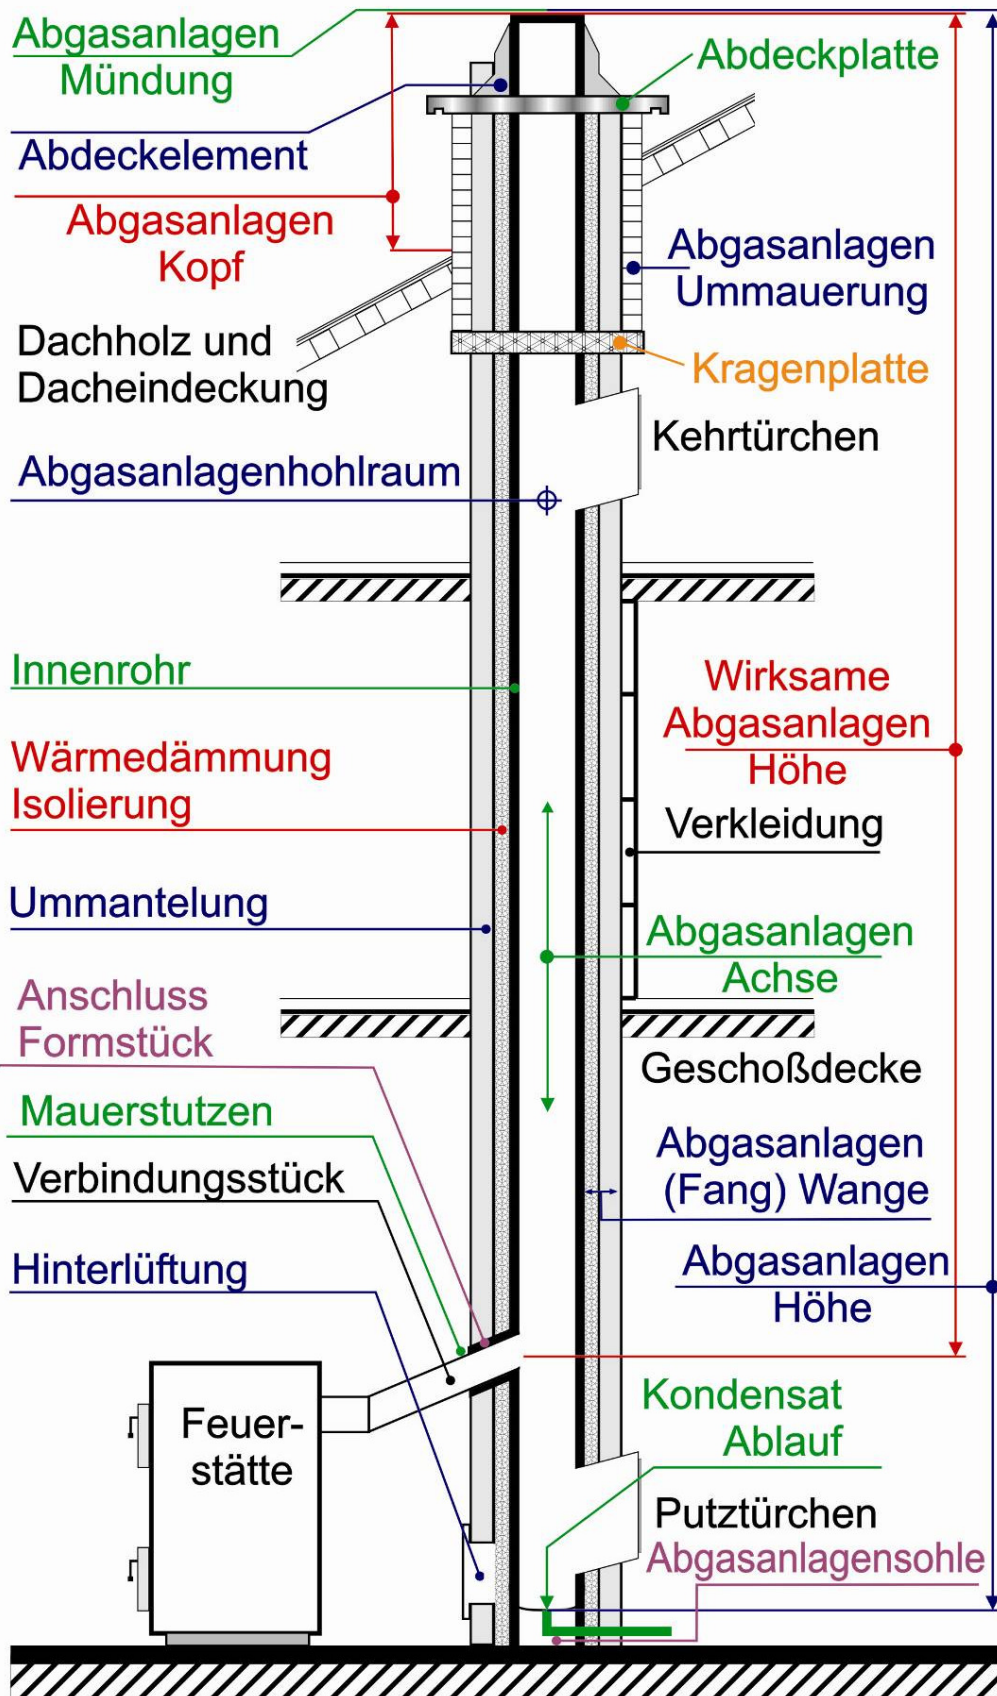 Abgasanlagen
Mündung
Abdeckplatte
Abdeckelement
Abgasanlagen
Kopf
Abgasanlagen
Ummauerung
Dachholz und
Dacheindeckung
Kragenplatte
Kehrtürchen
Abgasanlagenhohlraum
Innenrohr
Wirksame
Abgasanlagen
Höhe
Wärmedämmung
Isolierung
Verkleidung
Ummantelung
Abgasanlagen
Achse
Anschluss
Formstück
Geschoßdecke
Mauerstutzen
Abgasanlagen
(Fang) Wange
Verbindungsstück
Hinterlüftung
Abgasanlagen
Höhe
Kondensat
Ablauf
Feuer-
stätte
Putztürchen
Abgasanlagensohle